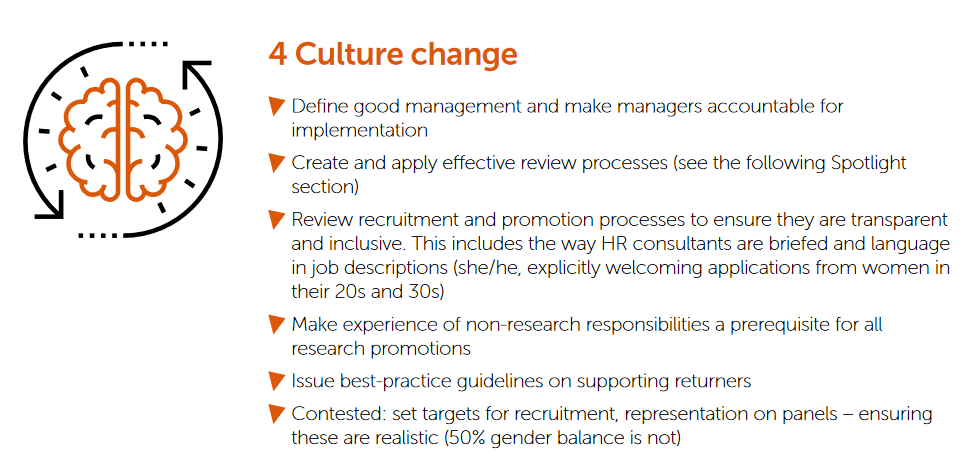 4 Culture change
Define good management and make managers accountable for
implementation
Create and apply effective review processes (see the following Spotlight
section)
Review recruitment and promotion processes to ensure they are transparent
and inclusive. This includes the way HR consultants are briefed and language
in job descriptions (she/he, explicitly welcoming applications from women in
their 20s and 30s)
Make experience of non-research responsibilities a prerequisite for all
research promotions
Issue best-practice guidelines on supporting returners
Contested: set targets for recruitment, representation on panels – ensuring
these are realistic (50% gender balance is not)